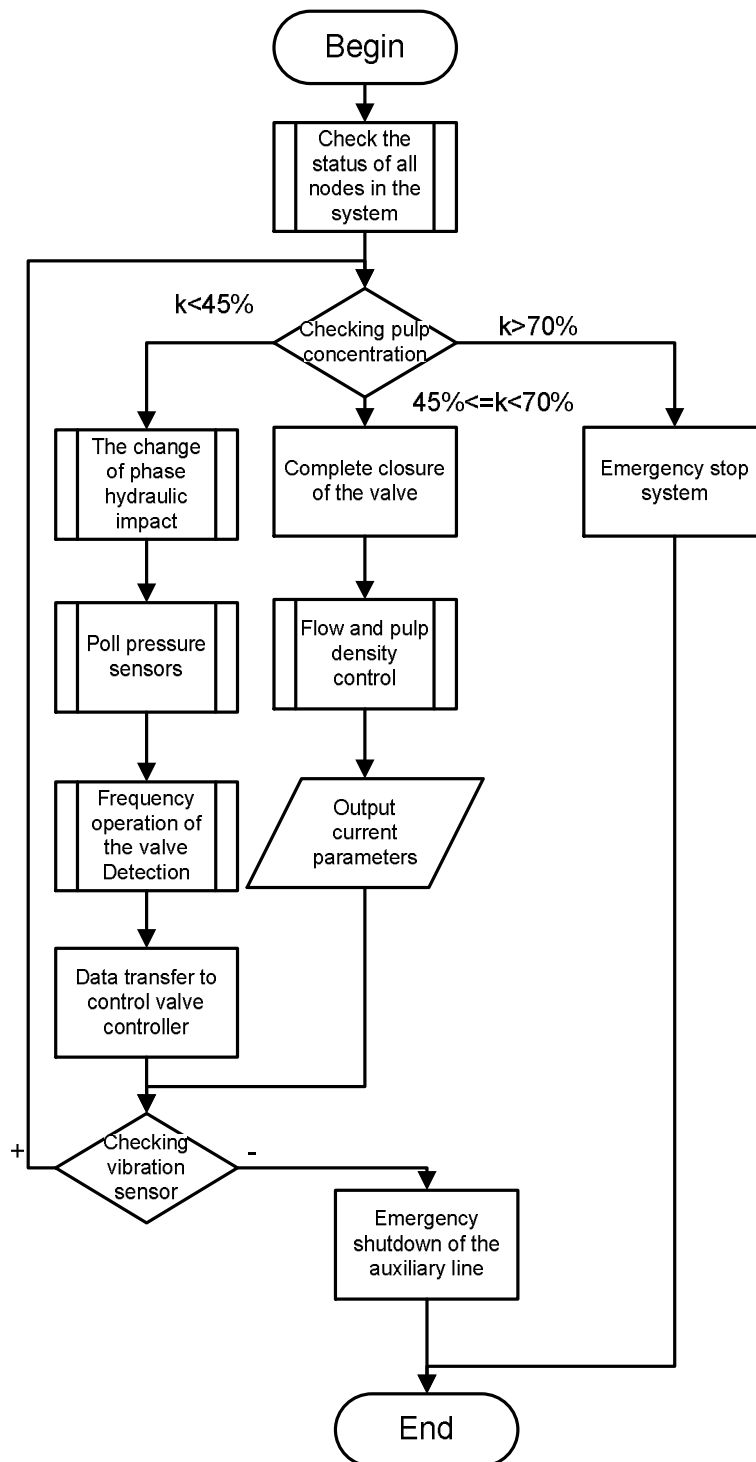 Begin
Check the
status of all
nodes in the
system
k<45%
Checking pulp
concentration
k>70%
45%<=k<70%
The change
of phase
hydraulic
impact
Complete closure
of the valve
Emergency stop
system
Poll pressure
sensors
Flow and pulp
density
control
Frequency
operation of
the valve
Detection
Output
current
parameters
Data transfer to
control valve
controller
+
Checking
vibration
sensor
-
Emergency
shutdown of the
auxiliary line
End